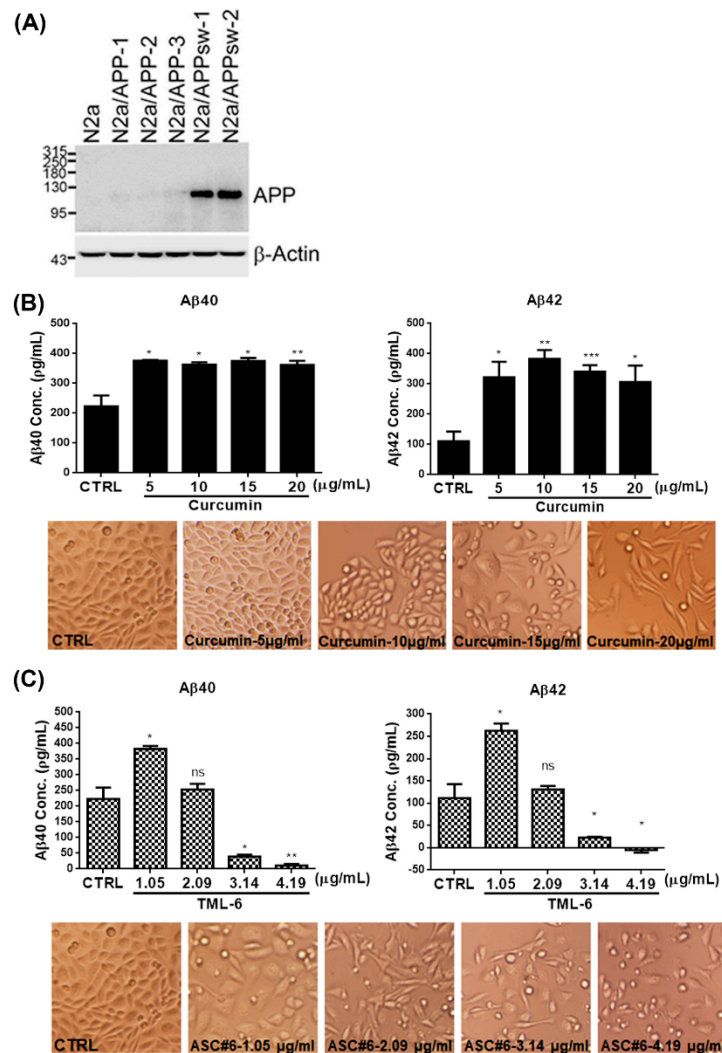 (A)
N2a
N2a/APP-1
N2a/APP-2
N2a/APP-3
N2a/APPsw-1
N2a/APPsw-2
315
250
180
130
95
APP
43
β-Actin
(B)
Aβ40
Aβ40 Conc. (ρg/mL)
500
400
300
200
100
0
* * * **
CTRL 5 10 15 20 (μg/mL)
Curcumin
Aβ42
Aβ42 Conc. (ρg/mL)
500
400
300
200
100
0
* ** *** *
CTRL 5 10 15 20 (μg/mL)
Curcumin
CTRL Curcumin-5μg/ml Curcumin-10μg/ml Curcumin-15μg/ml Curcumin-20μg/ml
(C)
Aβ40
Aβ40 Conc. (ρg/mL)
500
450
400
350
300
250
200
150
100
50
0
* ns * **
CTRL 1.05 2.09 3.14 4.19 (μg/mL)
TML-6
Aβ42
Aβ42 Conc. (ρg/mL)
300
250
200
150
100
50
0
-50
* ns * *
CTRL 1.05 2.09 3.14 4.19 (μg/mL)
TML-6
CTRL ASC#6-1.05 μg/ml ASC#6-2.09 μg/ml ASC#6-3.14 μg/ml ASC#6-4.19 μg/ml